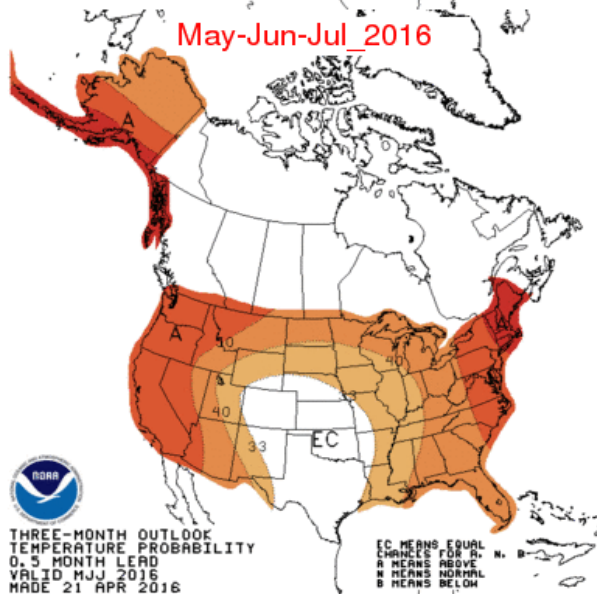 May-Jun-Jul_2016
A
A
A
40
40
40
33
33
EC
NOAA
THREE-MONTH OUTLOOK
TEMPERATURE PROBABILITY
0.5 MONTH LEAD
VALID MJJ 2016
MADE 21 APR 2016
EC MEANS EQUAL
CHANCES FOR A, N, B
A MEANS ABOVE
N MEANS NORMAL
B MEANS BELOW